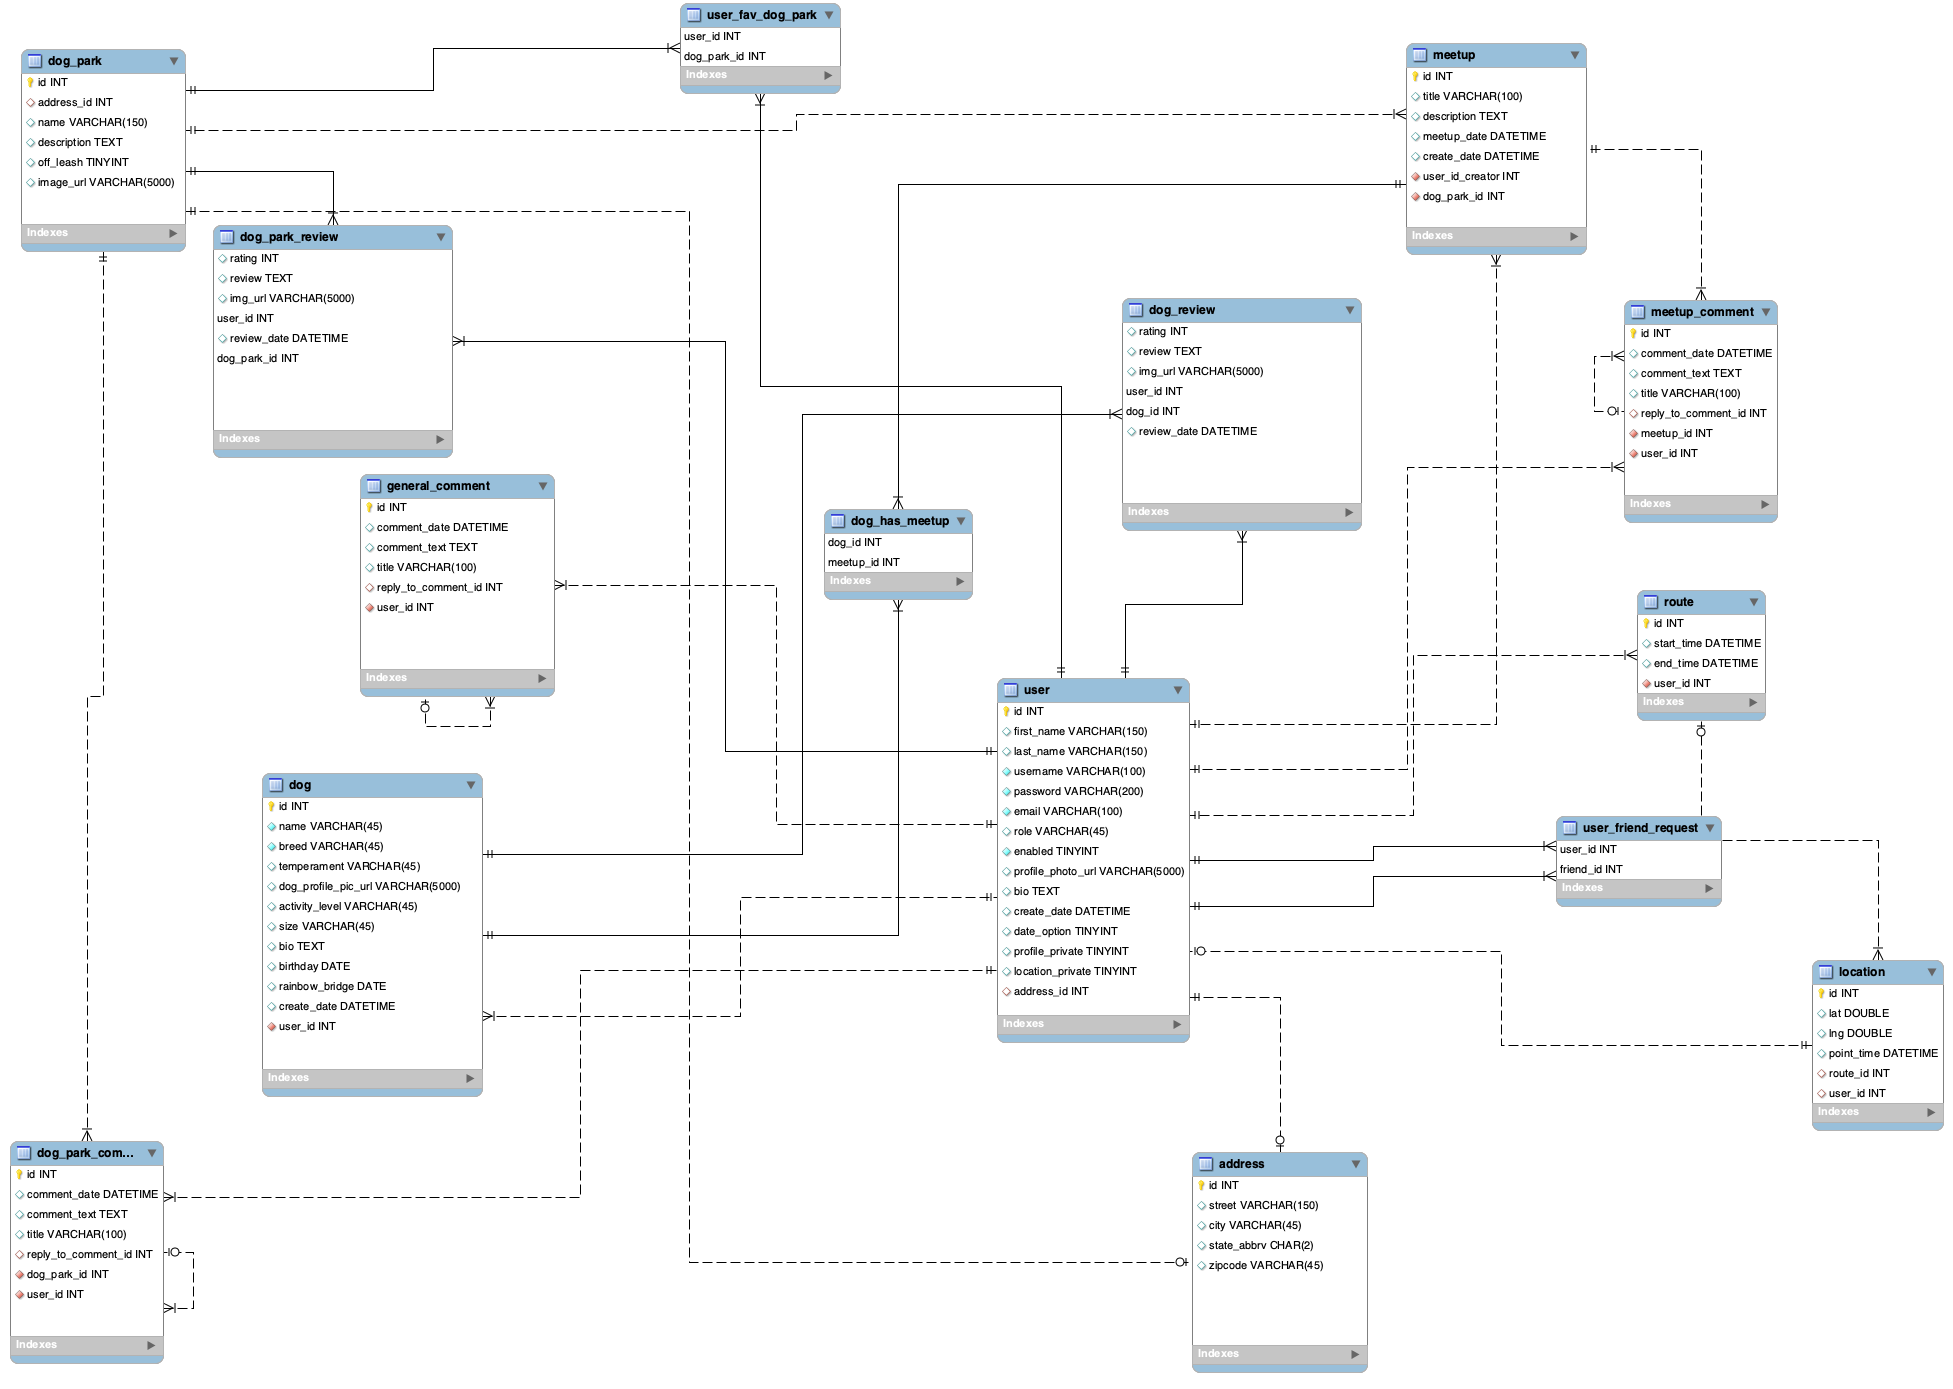 user_fav_dog_park
user_id INT
dog_park_id INT
Indexes
dog_park
id INT
address_id INT
name VARCHAR(150)
description TEXT
off_leash TINYINT
image_url VARCHAR(5000)
Indexes
meetup
id INT
title VARCHAR(100)
description TEXT
meetup_date DATETIME
create_date DATETIME
user_id_creator INT
dog_park_id INT
Indexes
dog_park_review
rating INT
review TEXT
img_url VARCHAR(5000)
user_id INT
review_date DATETIME
dog_park_id INT
Indexes
dog_review
rating INT
review TEXT
img_url VARCHAR(5000)
user_id INT
dog_id INT
review_date DATETIME
Indexes
meetup_comment
id INT
comment_date DATETIME
comment_text TEXT
title VARCHAR(100)
reply_to_comment_id INT
meetup_id INT
user_id INT
Indexes
general_comment
id INT
comment_date DATETIME
comment_text TEXT
title VARCHAR(100)
reply_to_comment_id INT
user_id INT
Indexes
dog_has_meetup
dog_id INT
meetup_id INT
Indexes
route
id INT
start_time DATETIME
end_time DATETIME
user_id INT
Indexes
user
id INT
first_name VARCHAR(150)
last_name VARCHAR(150)
username VARCHAR(100)
password VARCHAR(200)
email VARCHAR(100)
role VARCHAR(45)
enabled TINYINT
profile_photo_url VARCHAR(5000)
bio TEXT
create_date DATETIME
date_option TINYINT
profile_private TINYINT
location_private TINYINT
address_id INT
Indexes
dog
id INT
name VARCHAR(45)
breed VARCHAR(45)
temperament VARCHAR(45)
dog_profile_pic_url VARCHAR(5000)
activity_level VARCHAR(45)
size VARCHAR(45)
bio TEXT
birthday DATE
rainbow_bridge DATE
create_date DATETIME
user_id INT
Indexes
user_friend_request
user_id INT
friend_id INT
Indexes
location
id INT
lat DOUBLE
lng DOUBLE
point_time DATETIME
route_id INT
user_id INT
Indexes
dog_park_com...
id INT
comment_date DATETIME
comment_text TEXT
title VARCHAR(100)
reply_to_comment_id INT
dog_park_id INT
user_id INT
Indexes
address
id INT
street VARCHAR(150)
city VARCHAR(45)
state_abbrv CHAR(2)
zipcode VARCHAR(45)
Indexes